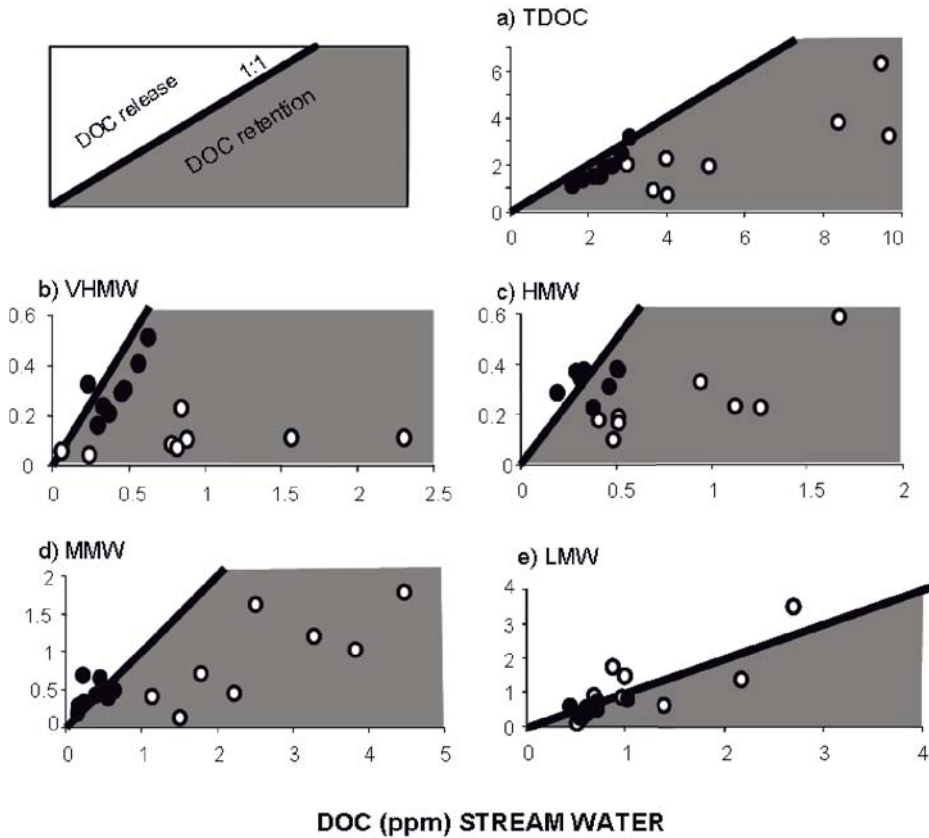 DOC release
1:1
DOC retention
a) TDOC
6
4
2
0
0 2 4 6 8 10
b) VHMW
0.6
0.4
0.2
0
0 0.5 1 1.5 2 2.5
c) HMW
0.6
0.4
0.2
0
0 0.5 1 1.5 2
d) MMW
2
1.5
1
0.5
0
0 1 2 3 4 5
e) LMW
4
3
2
1
0
0 1 2 3 4
DOC (ppm) STREAM WATER